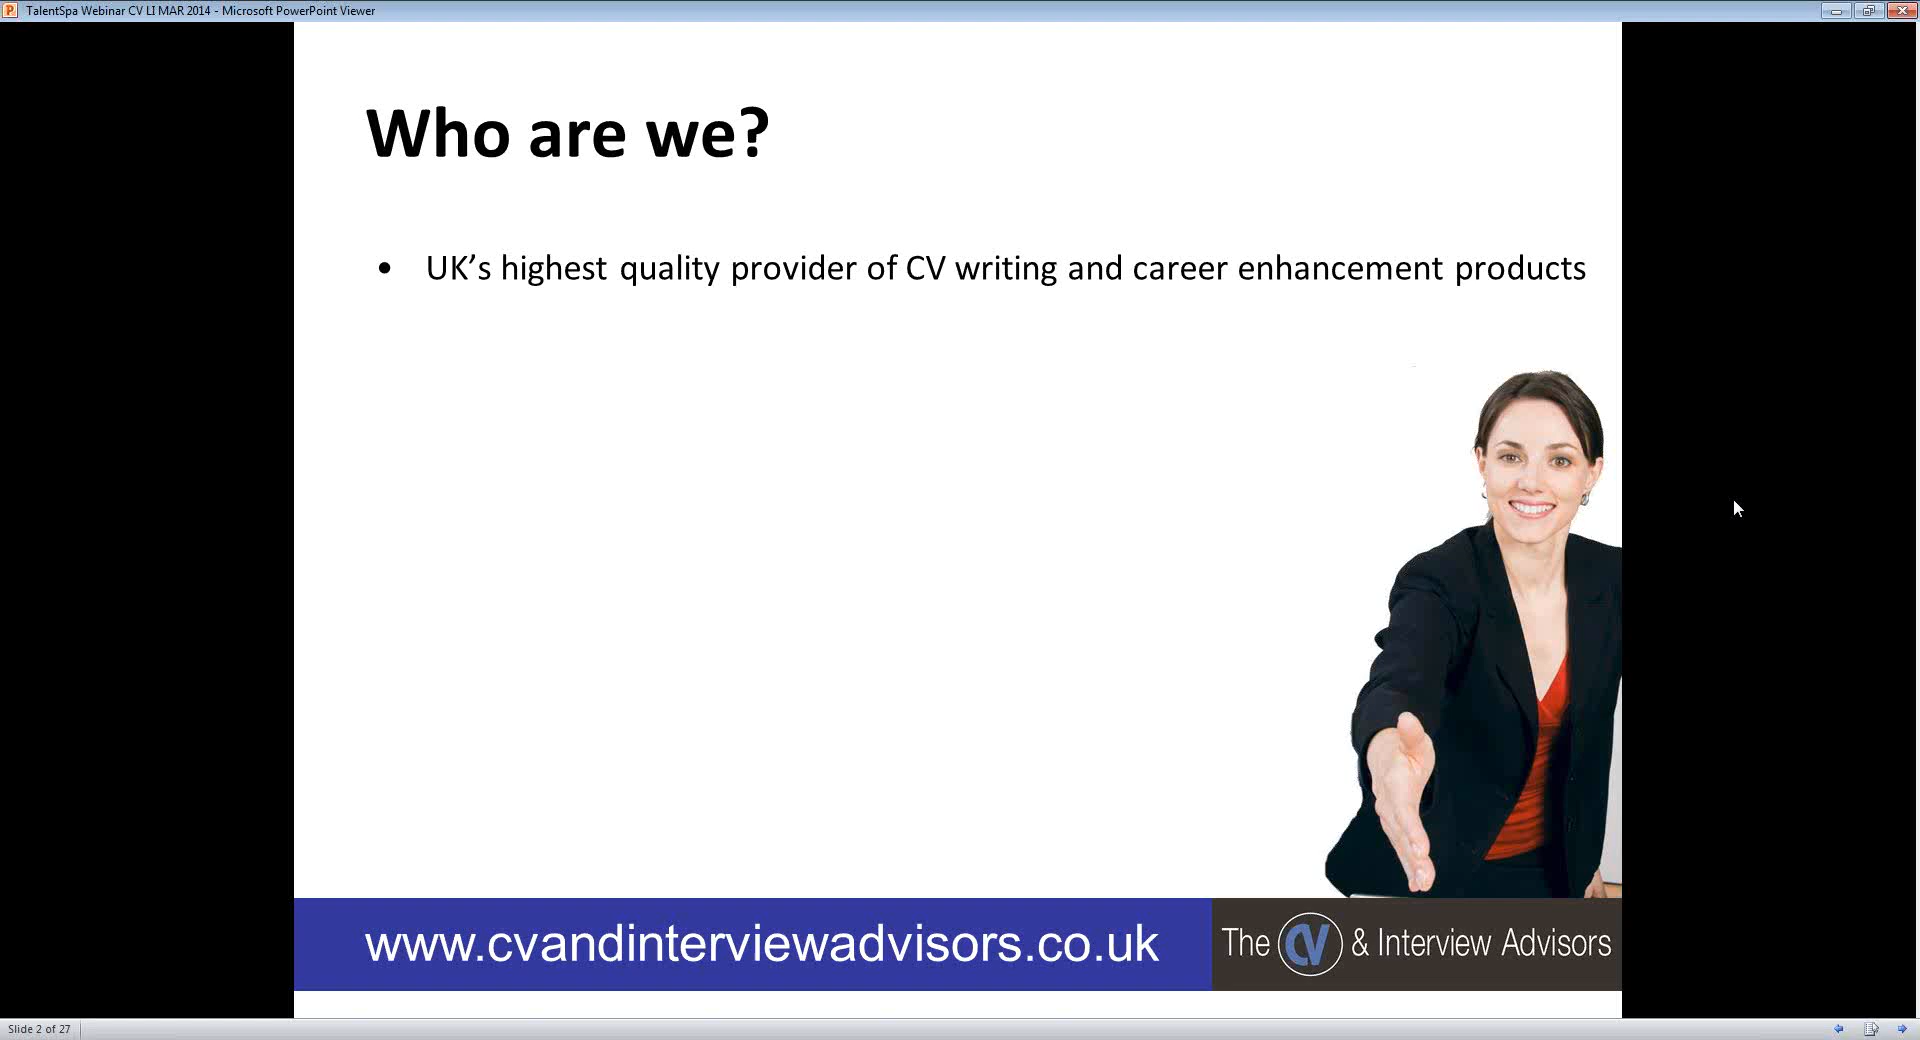 TalentSpa Webinar CV LI MAR 2014 - Microsoft PowerPoint Viewer
Who are we?
• UK’s highest quality provider of CV writing and career enhancement products
www.cvandinterviewadvisors.co.uk
The CV & Interview Advisors
Slide 2 of 27